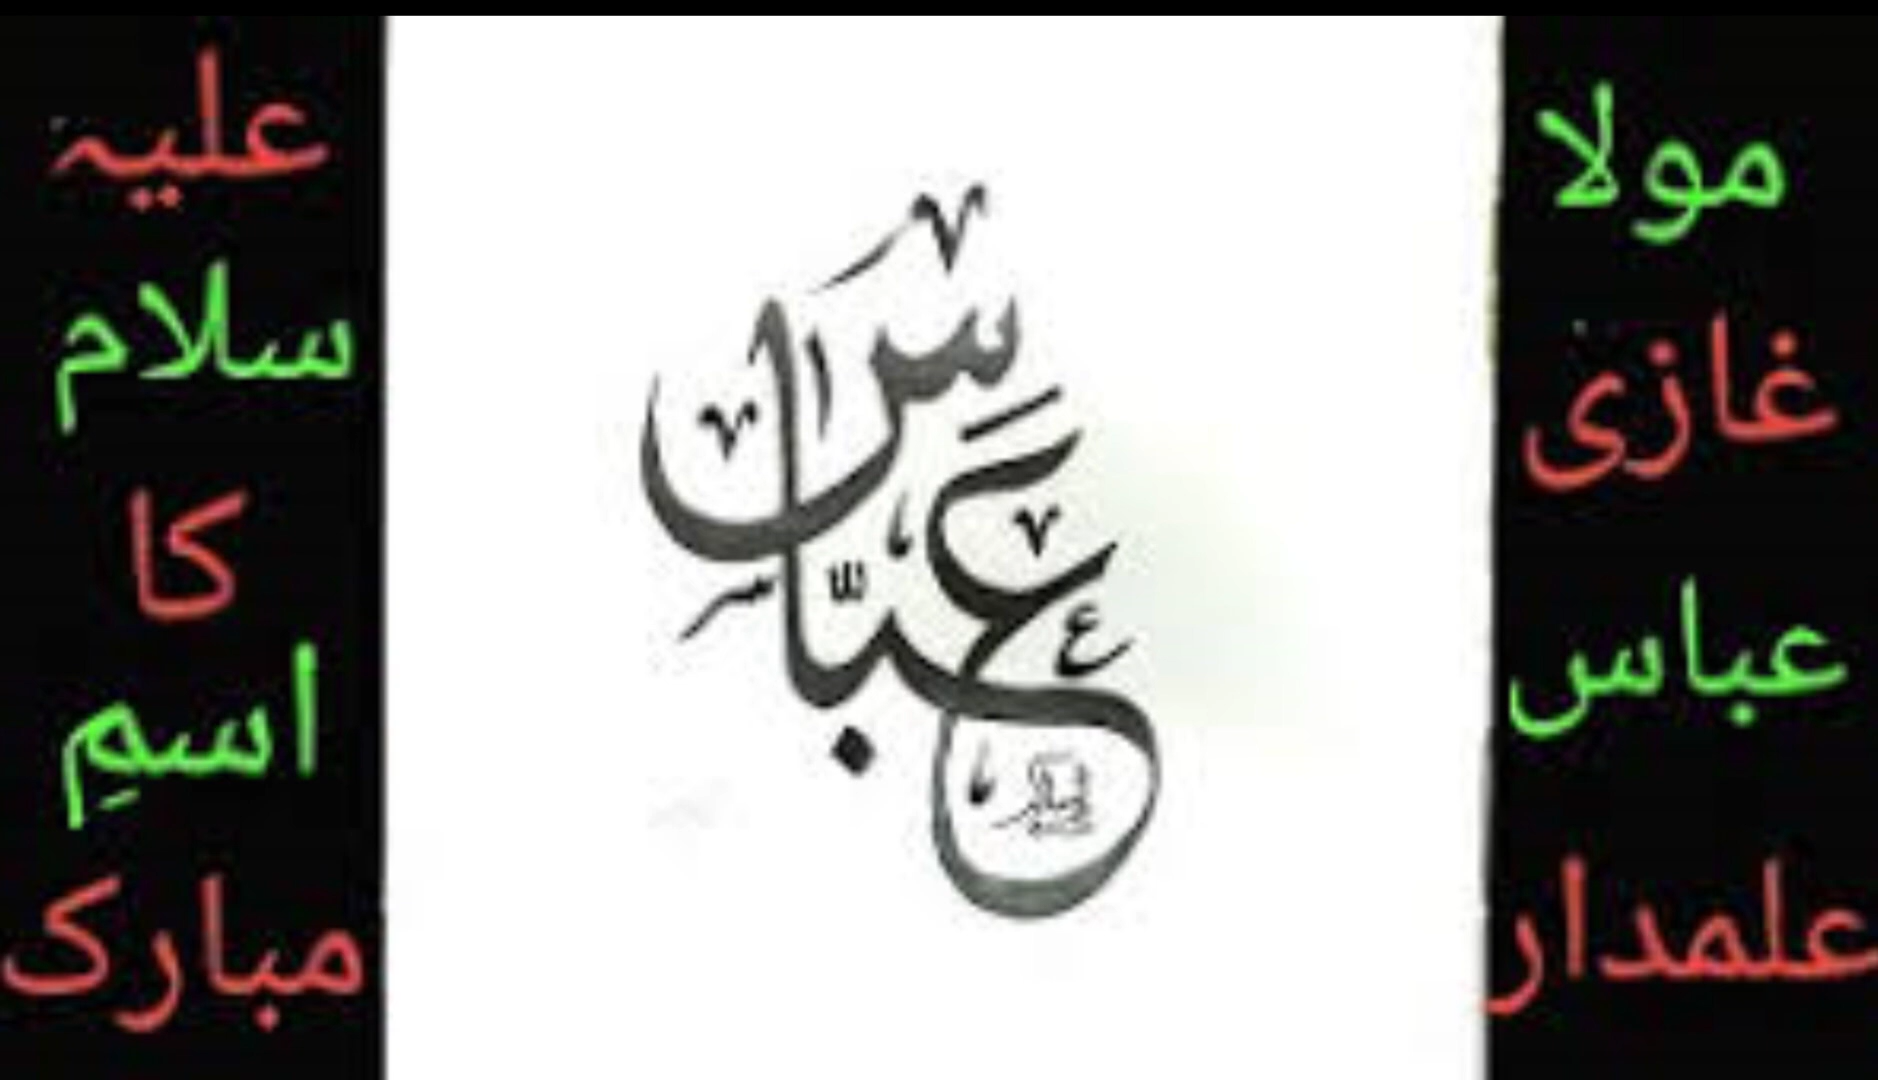 مولا
غازی
عباس
علمدار
عباس
علیہ
سلام
کا
اسمِ
مبارک